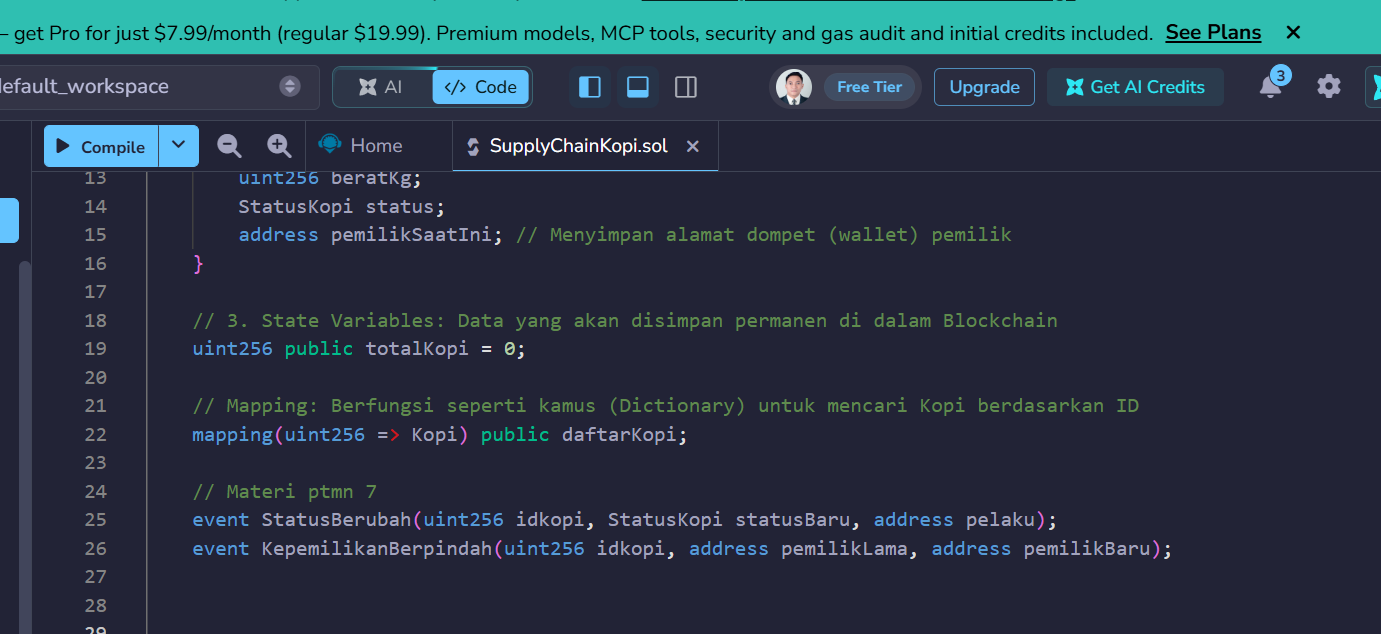 – get Pro for just $7.99/month (regular $19.99). Premium models, MCP tools, security and gas audit and initial credits included. See Plans ×
default_workspace AI </> Code Free Tier Upgrade Get AI Credits 3
Compile Home SupplyChainKopi.sol ×
13 uint256 beratKg;
14 StatusKopi status;
15 address pemilikSaatIni; // Menyimpan alamat dompet (wallet) pemilik
16 }
17
18 // 3. State Variables: Data yang akan disimpan permanen di dalam Blockchain
19 uint256 public totalKopi = 0;
20
21 // Mapping: Berfungsi seperti kamus (Dictionary) untuk mencari Kopi berdasarkan ID
22 mapping(uint256 => Kopi) public daftarKopi;
23
24 // Materi ptmn 7
25 event StatusBerubah(uint256 idkopi, StatusKopi statusBaru, address pelaku);
26 event KepemilikanBerpindah(uint256 idkopi, address pemilikLama, address pemilikBaru);
27
28
29